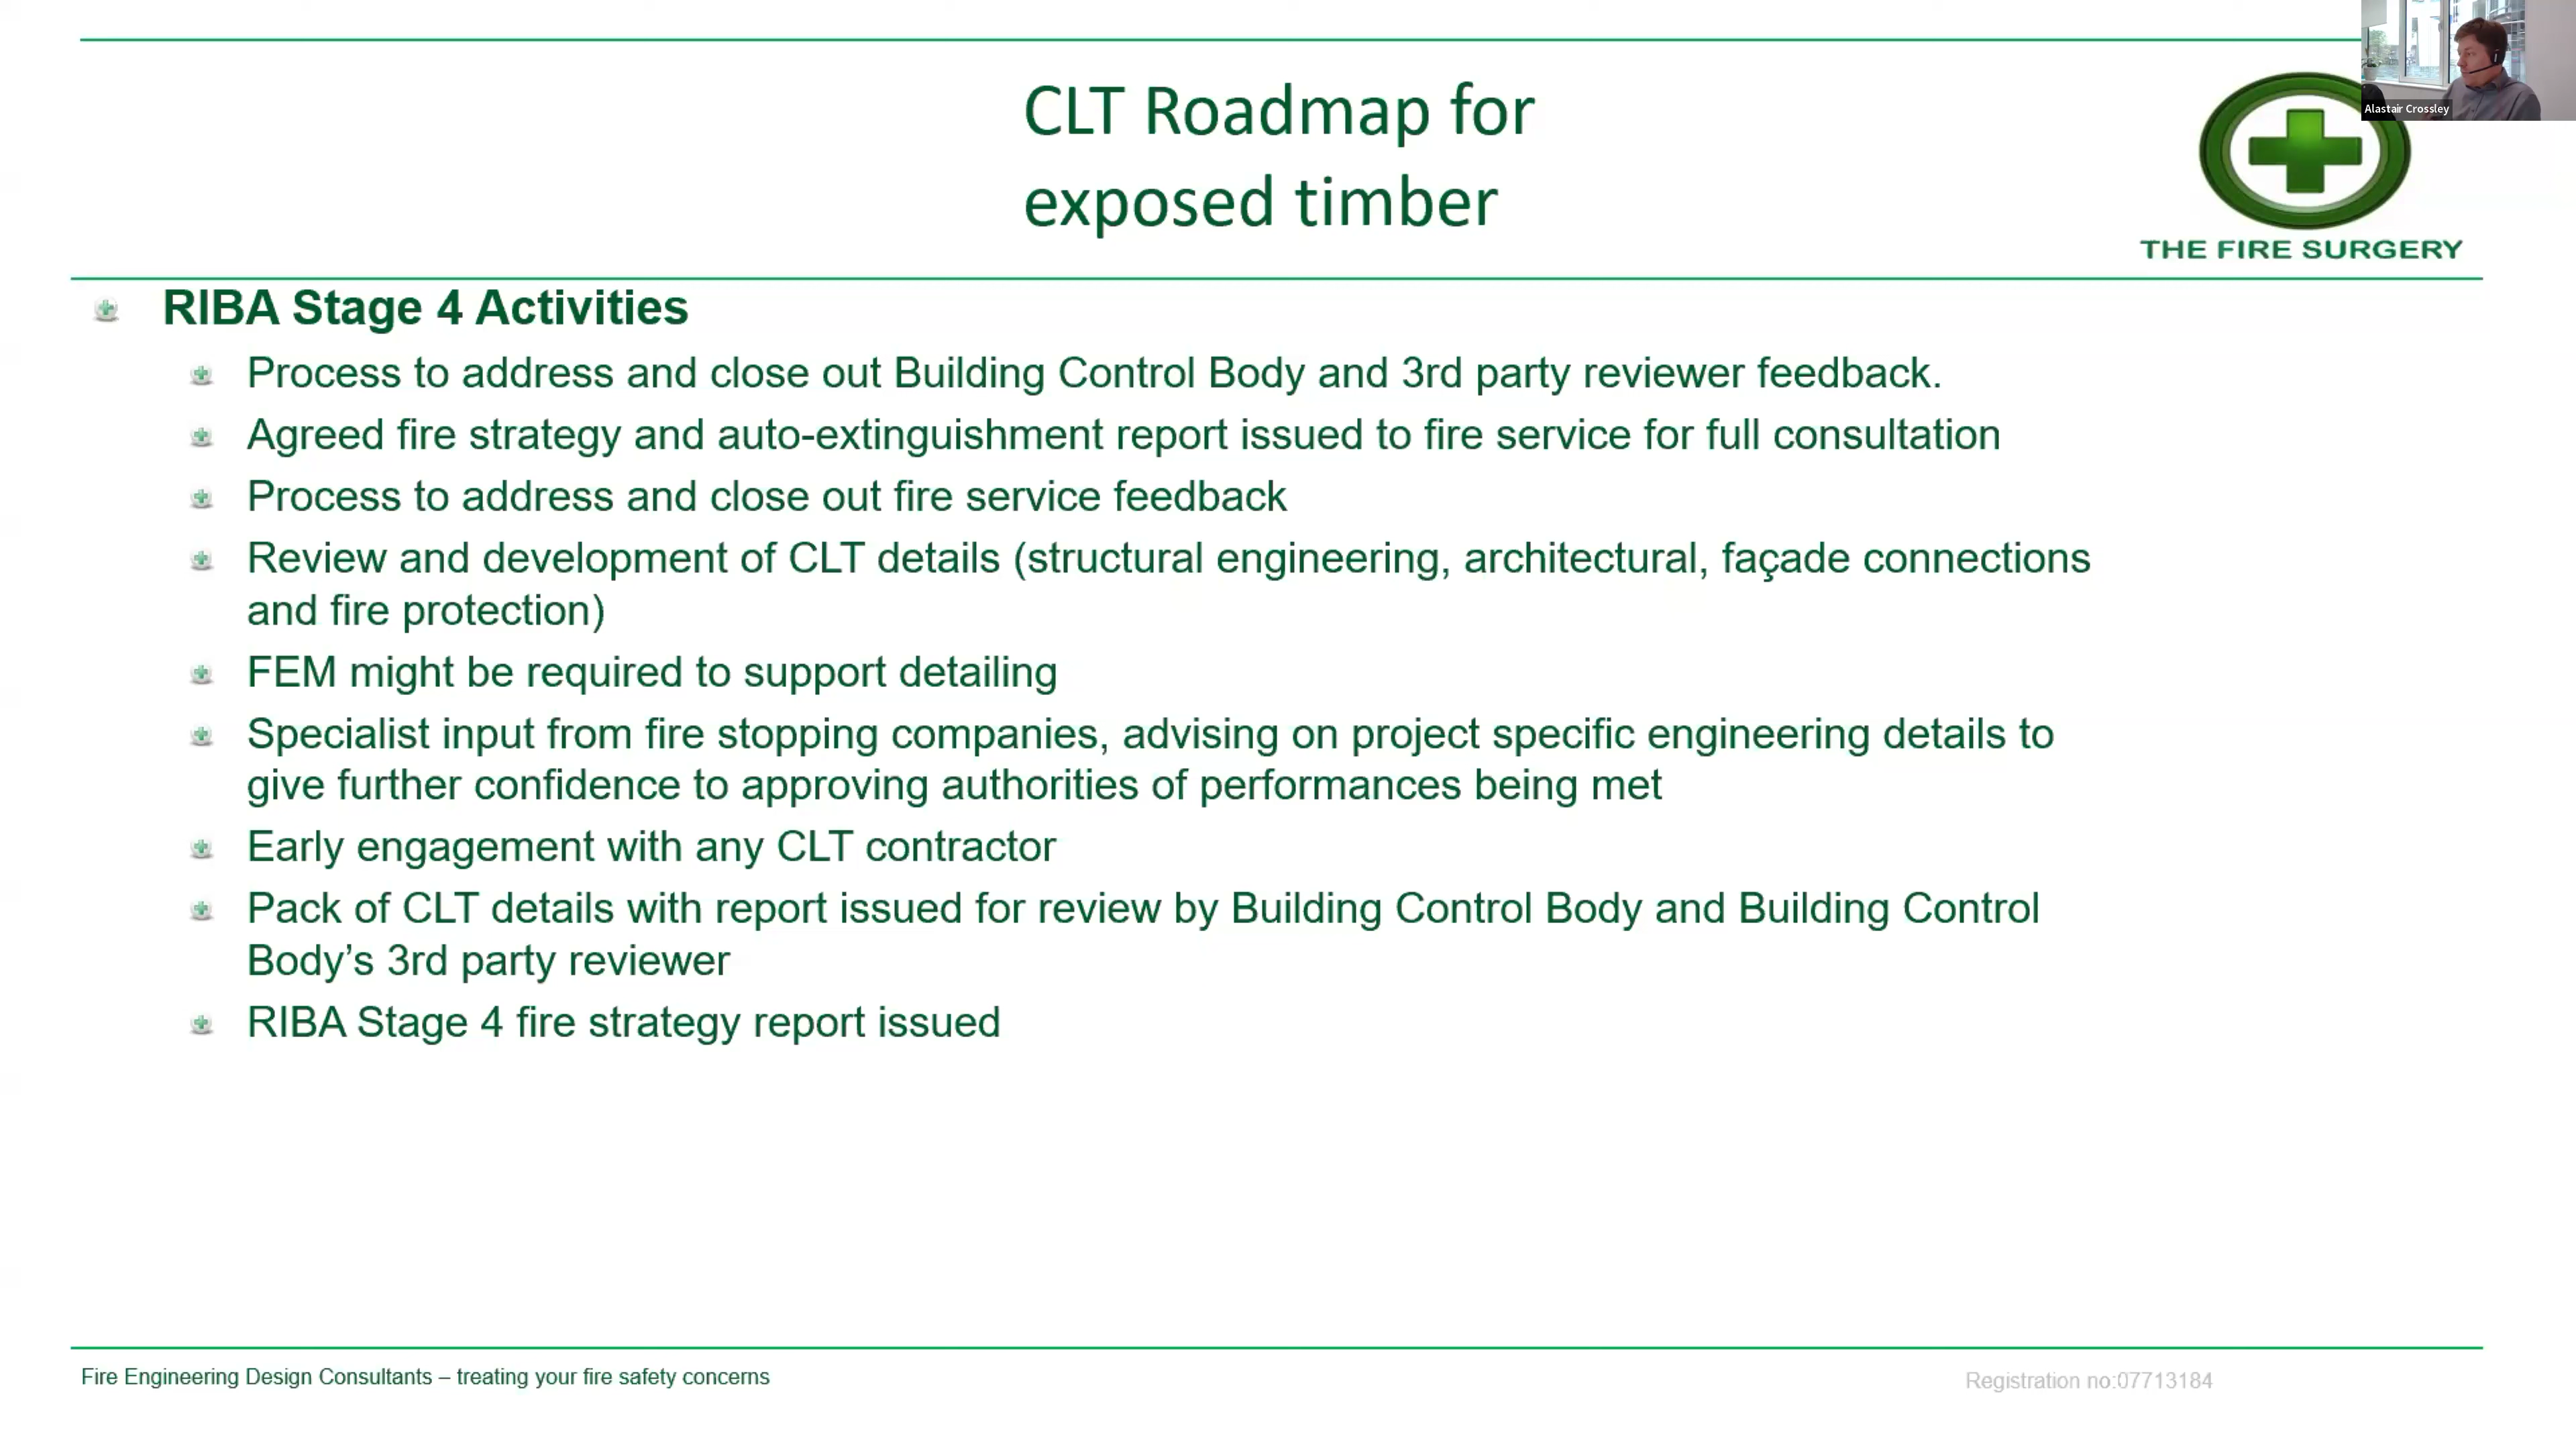 CLT Roadmap for
exposed timber
Alastair Crossley
THE FIRE SURGERY
RIBA Stage 4 Activities
Process to address and close out Building Control Body and 3rd party reviewer feedback.
Agreed fire strategy and auto-extinguishment report issued to fire service for full consultation
Process to address and close out fire service feedback
Review and development of CLT details (structural engineering, architectural, façade connections
and fire protection)
FEM might be required to support detailing
Specialist input from fire stopping companies, advising on project specific engineering details to
give further confidence to approving authorities of performances being met
Early engagement with any CLT contractor
Pack of CLT details with report issued for review by Building Control Body and Building Control
Body’s 3rd party reviewer
RIBA Stage 4 fire strategy report issued
Fire Engineering Design Consultants – treating your fire safety concerns
Registration no:07713184